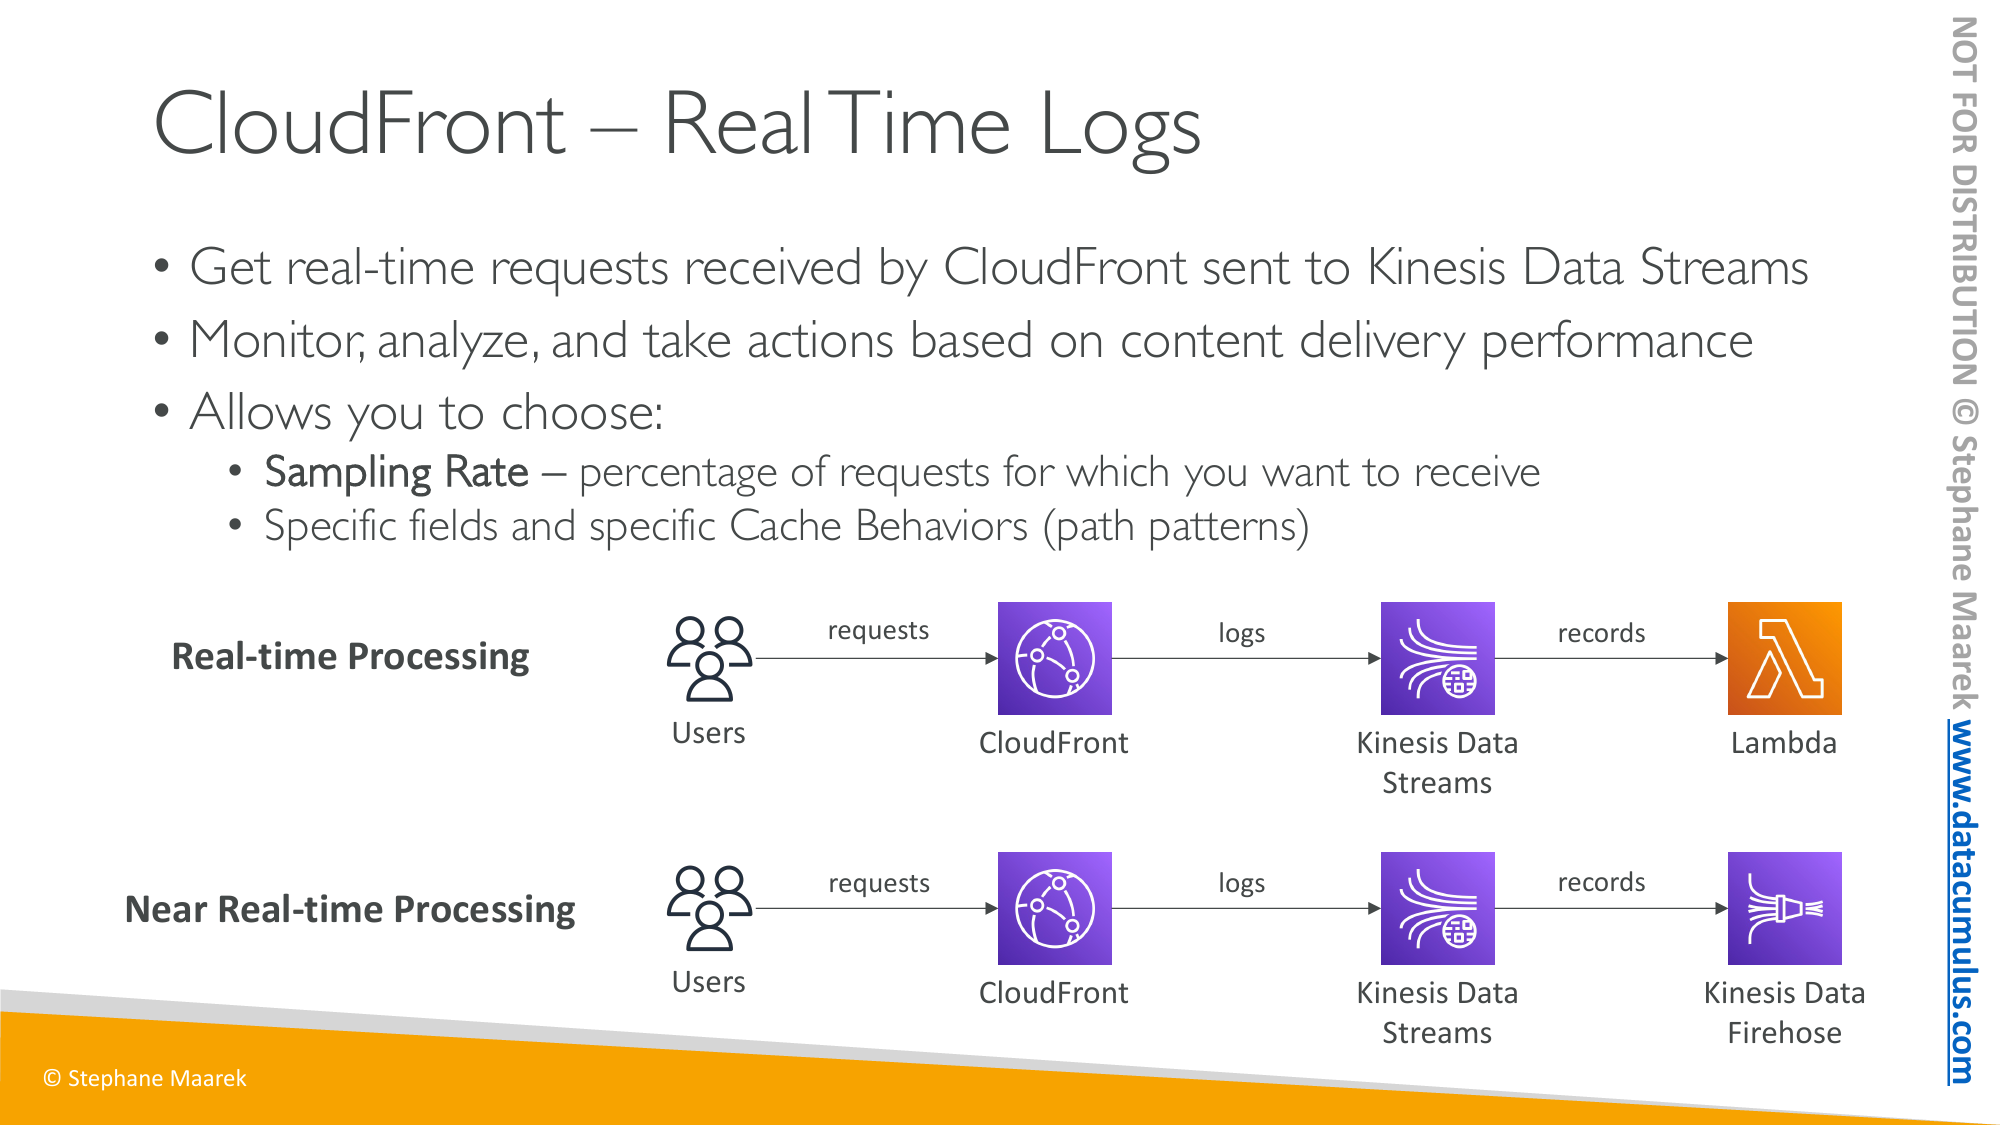 CloudFront – Real Time Logs
• Get real-time requests received by CloudFront sent to Kinesis Data Streams
• Monitor, analyze, and take actions based on content delivery performance
• Allows you to choose:
• Sampling Rate – percentage of requests for which you want to receive
• Specific fields and specific Cache Behaviors (path patterns)
Real-time Processing
Users
requests
CloudFront
logs
Kinesis Data
Streams
records
Lambda
Near Real-time Processing
Users
requests
CloudFront
logs
Kinesis Data
Streams
records
Kinesis Data
Firehose
© Stephane Maarek
NOT FOR DISTRIBUTION © Stephane Maarek www.datacumulus.com